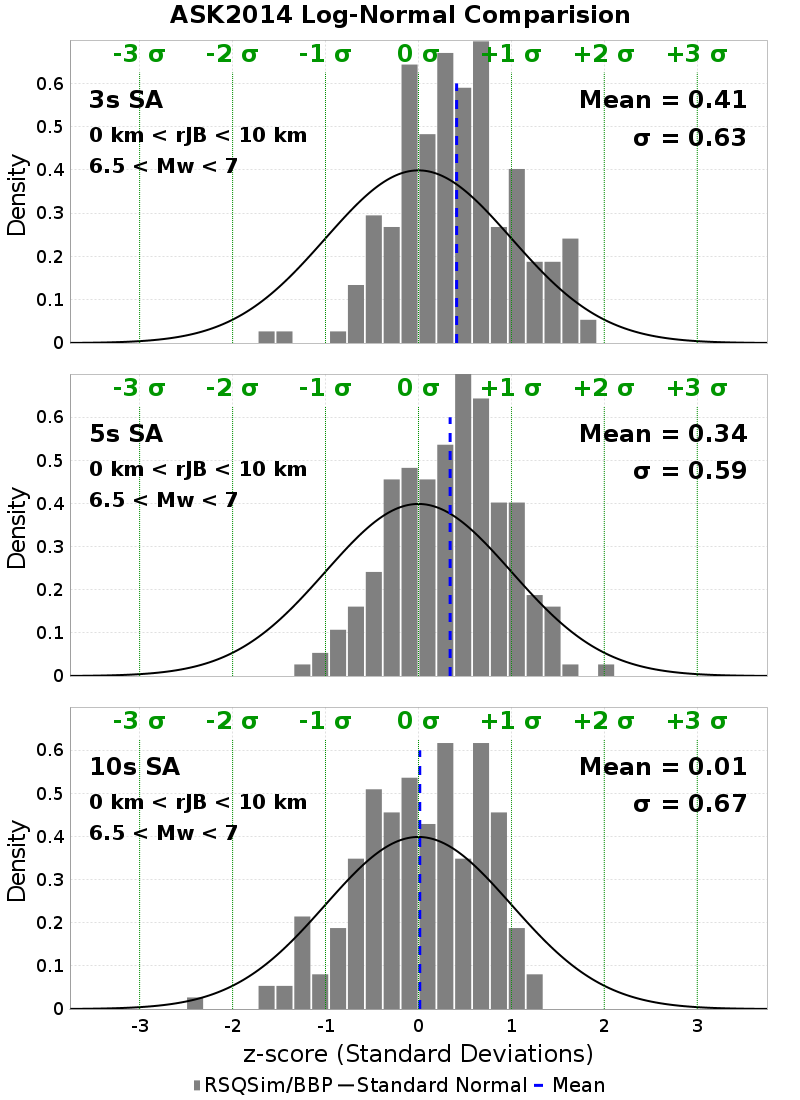 ASK2014 Log-Normal Comparision
-3 σ -2 σ -1 σ 0 σ +1 σ +2 σ +3 σ
3s SA
0 km < rJB < 10 km
6.5 < Mw < 7
Mean = 0.41
σ = 0.63
Density
0.6
0.5
0.4
0.3
0.2
0.1
0
-3 σ -2 σ -1 σ 0 σ +1 σ +2 σ +3 σ
5s SA
0 km < rJB < 10 km
6.5 < Mw < 7
Mean = 0.34
σ = 0.59
Density
0.6
0.5
0.4
0.3
0.2
0.1
0
-3 σ -2 σ -1 σ 0 σ +1 σ +2 σ +3 σ
10s SA
0 km < rJB < 10 km
6.5 < Mw < 7
Mean = 0.01
σ = 0.67
Density
0.6
0.5
0.4
0.3
0.2
0.1
0
-3 -2 -1 0 1 2 3
z-score (Standard Deviations)
RSQSim/BBP Standard Normal Mean